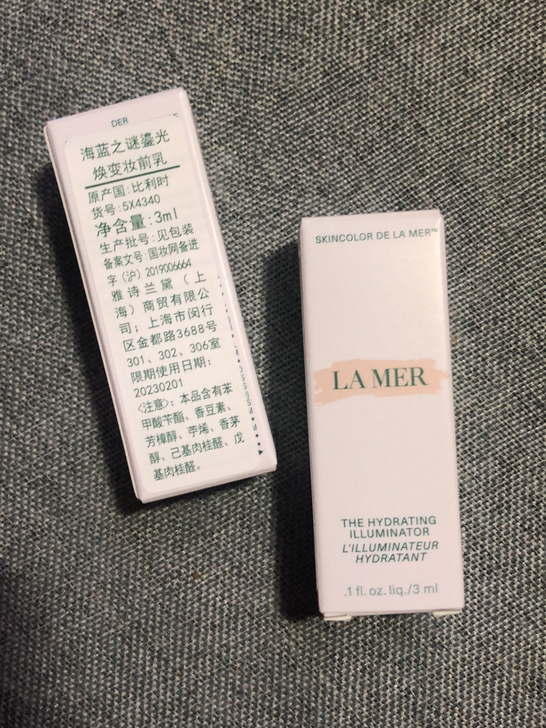 DER
海蓝之谜鎏光
焕变妆前乳
原产国:比利时
货号:5X4340
净含量:3ml
生产批号:见包装
备案文号:国妆网备进
字(沪)2019006664
雅诗兰黛(上
海)商贸有限公
司;上海市闵行
区金都路3688号
301、302、306室
限期使用日期:
20230201
〈注意〉:本品含有苯
甲酸苄酯、香豆素、
芳樟醇、苧烯、香茅
醇、己基肉桂醛、戊
基肉桂醛。
SKINCOLOR DE LA MER™
LA MER
THE HYDRATING
ILLUMINATOR
L'ILLUMINATEUR
HYDRATANT
.1 fl. oz. liq./3 ml